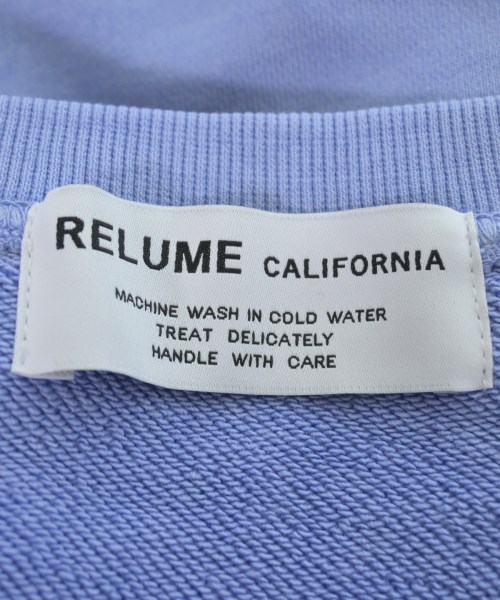 RELUME CALIFORNIA
MACHINE WASH IN COLD WATER
TREAT DELICATELY
HANDLE WITH CARE